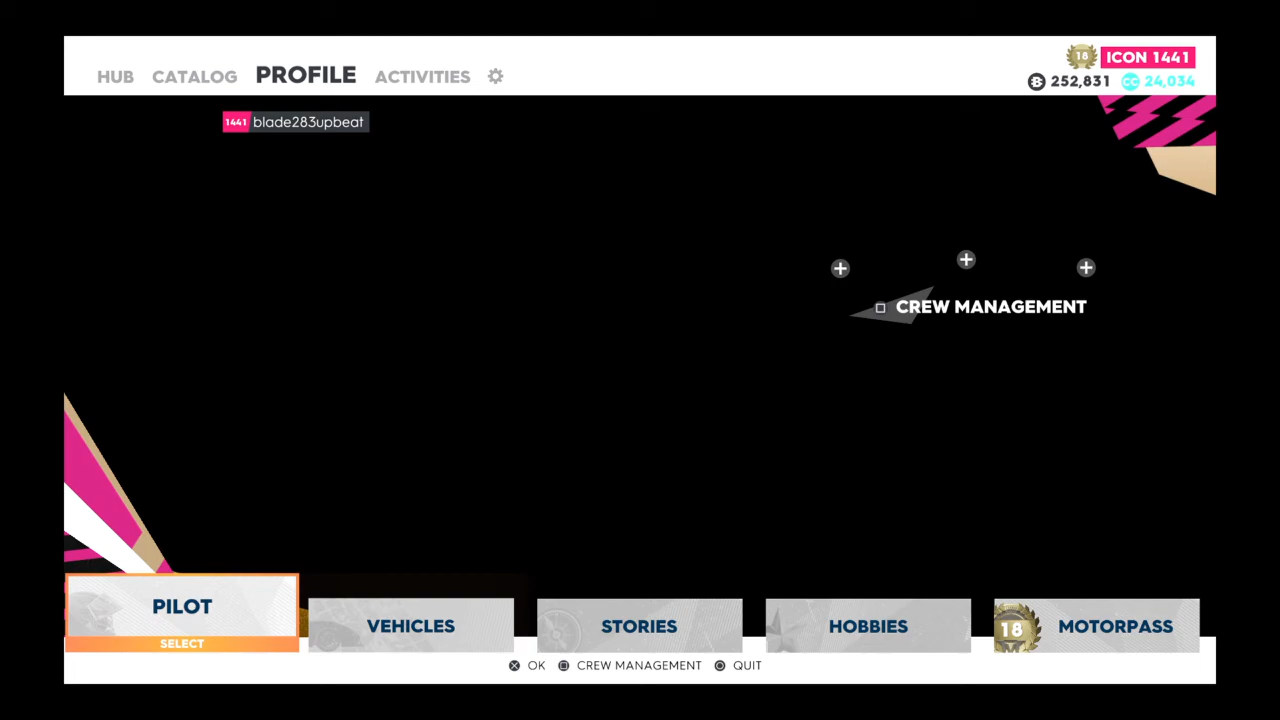 HUB CATALOG PROFILE ACTIVITIES
18 ICON 1441
252,831 CC 24,034
1441 blade283upbeat
CREW MANAGEMENT
PILOT
SELECT
VEHICLES
STORIES
HOBBIES
18 MOTORPASS
OK CREW MANAGEMENT QUIT